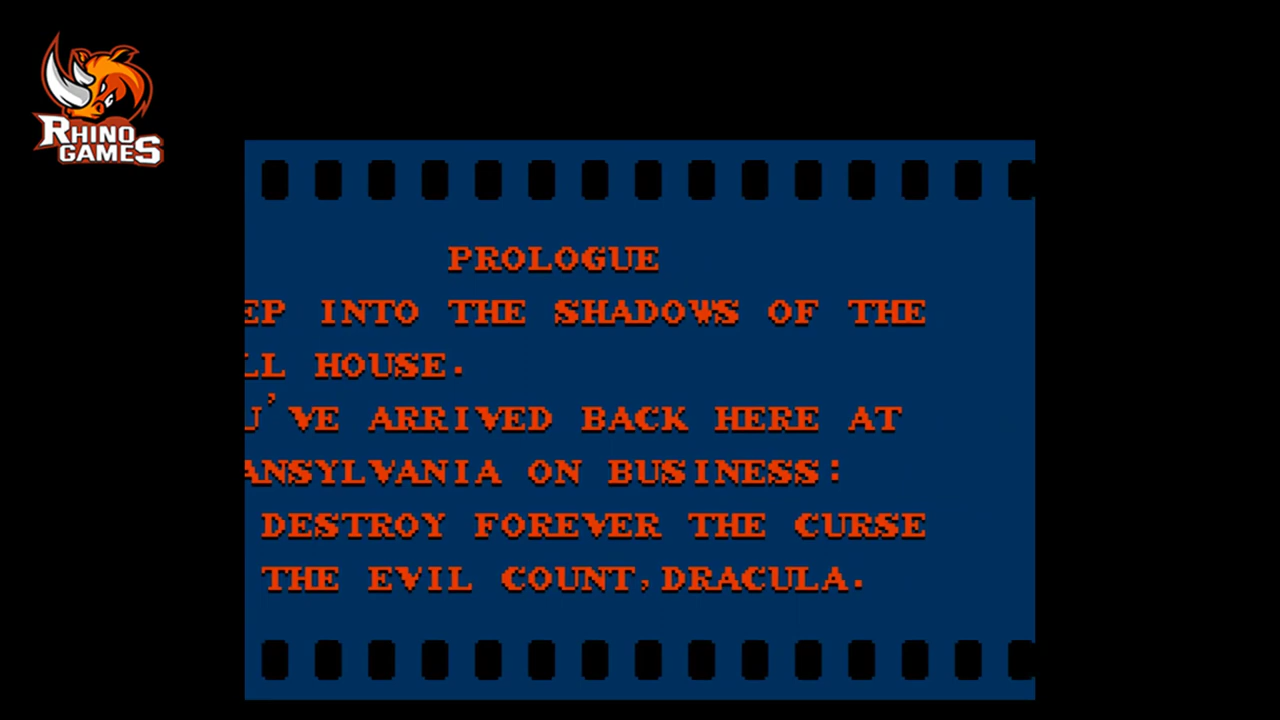 RHINO
GAMES
PROLOGUE
EP INTO THE SHADOWS OF THE
LL HOUSE.
U'VE ARRIVED BACK HERE AT
ANSYLVANIA ON BUSINESS:
DESTROY FOREVER THE CURSE
THE EVIL COUNT,DRACULA.